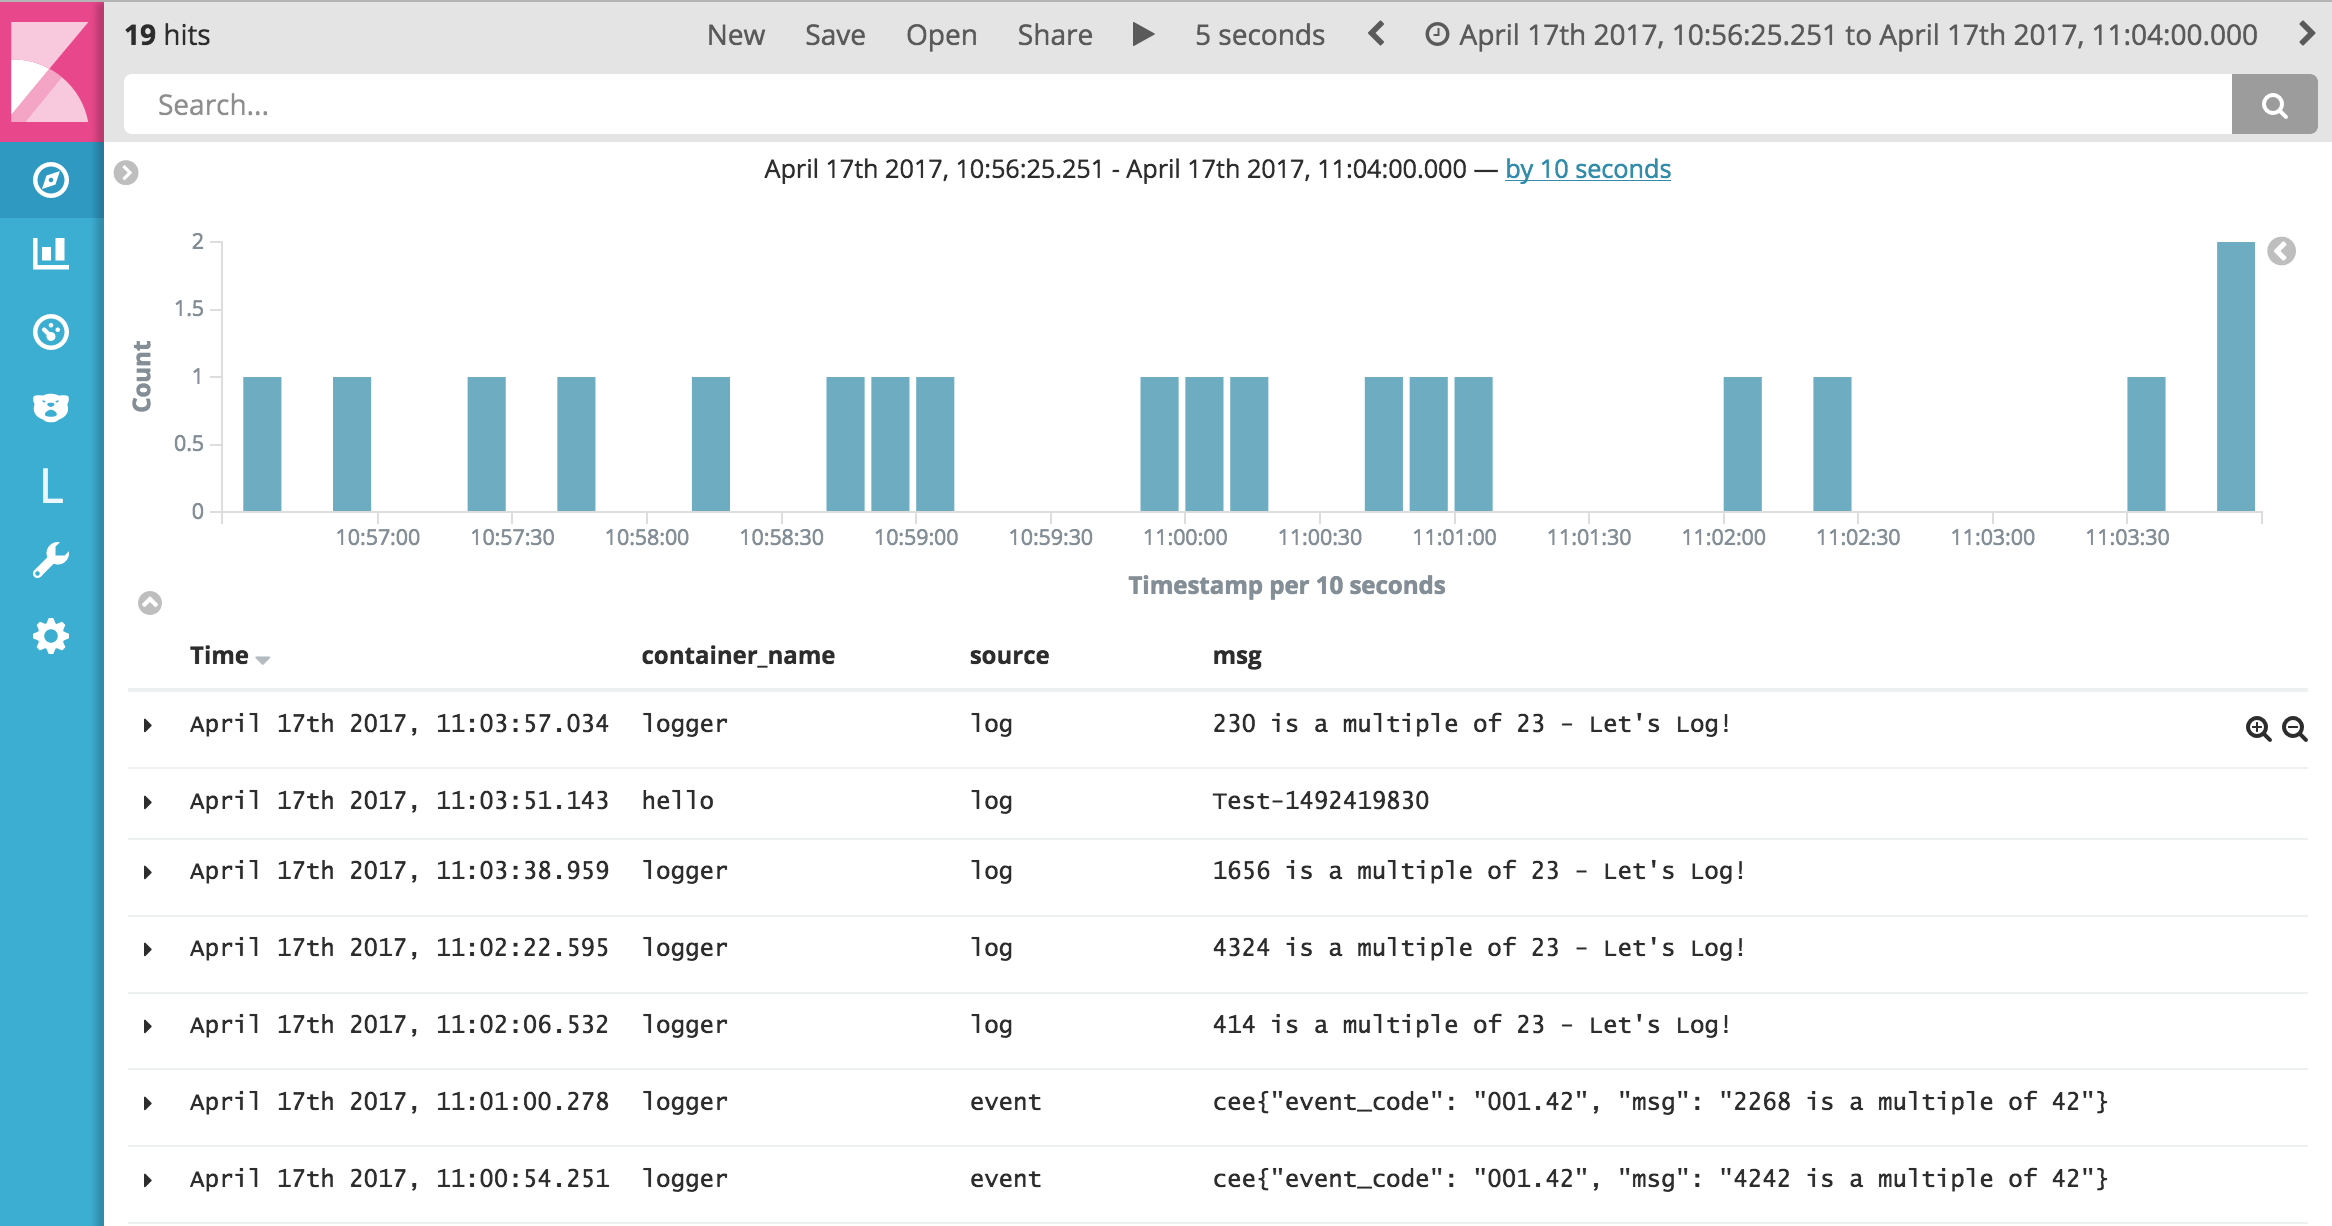 19 hits New Save Open Share 5 seconds April 17th 2017, 10:56:25.251 to April 17th 2017, 11:04:00.000
Search...
April 17th 2017, 10:56:25.251 - April 17th 2017, 11:04:00.000 — by 10 seconds
2
1.5
1
0.5
0
Count
10:57:00 10:57:30 10:58:00 10:58:30 10:59:00 10:59:30 11:00:00 11:00:30 11:01:00 11:01:30 11:02:00 11:02:30 11:03:00 11:03:30
Timestamp per 10 seconds
L
Time container_name source msg
April 17th 2017, 11:03:57.034 logger log 230 is a multiple of 23 - Let's Log!
April 17th 2017, 11:03:51.143 hello log Test-1492419830
April 17th 2017, 11:03:38.959 logger log 1656 is a multiple of 23 - Let's Log!
April 17th 2017, 11:02:22.595 logger log 4324 is a multiple of 23 - Let's Log!
April 17th 2017, 11:02:06.532 logger log 414 is a multiple of 23 - Let's Log!
April 17th 2017, 11:01:00.278 logger event cee{"event_code": "001.42", "msg": "2268 is a multiple of 42"}
April 17th 2017, 11:00:54.251 logger event cee{"event_code": "001.42", "msg": "4242 is a multiple of 42"}